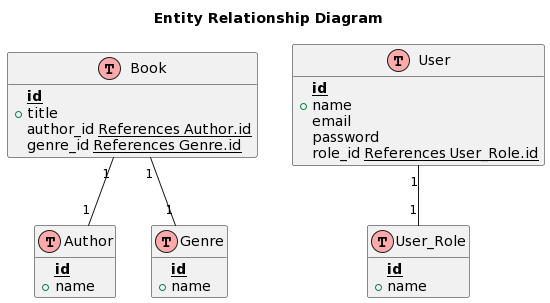 Entity Relationship Diagram
T Book
id
title
author_id References Author.id
genre_id References Genre.id
T User
id
name
email
password
role_id References User_Role.id
1
1
1
1
1
1
T Author
id
name
T Genre
id
name
T User_Role
id
name